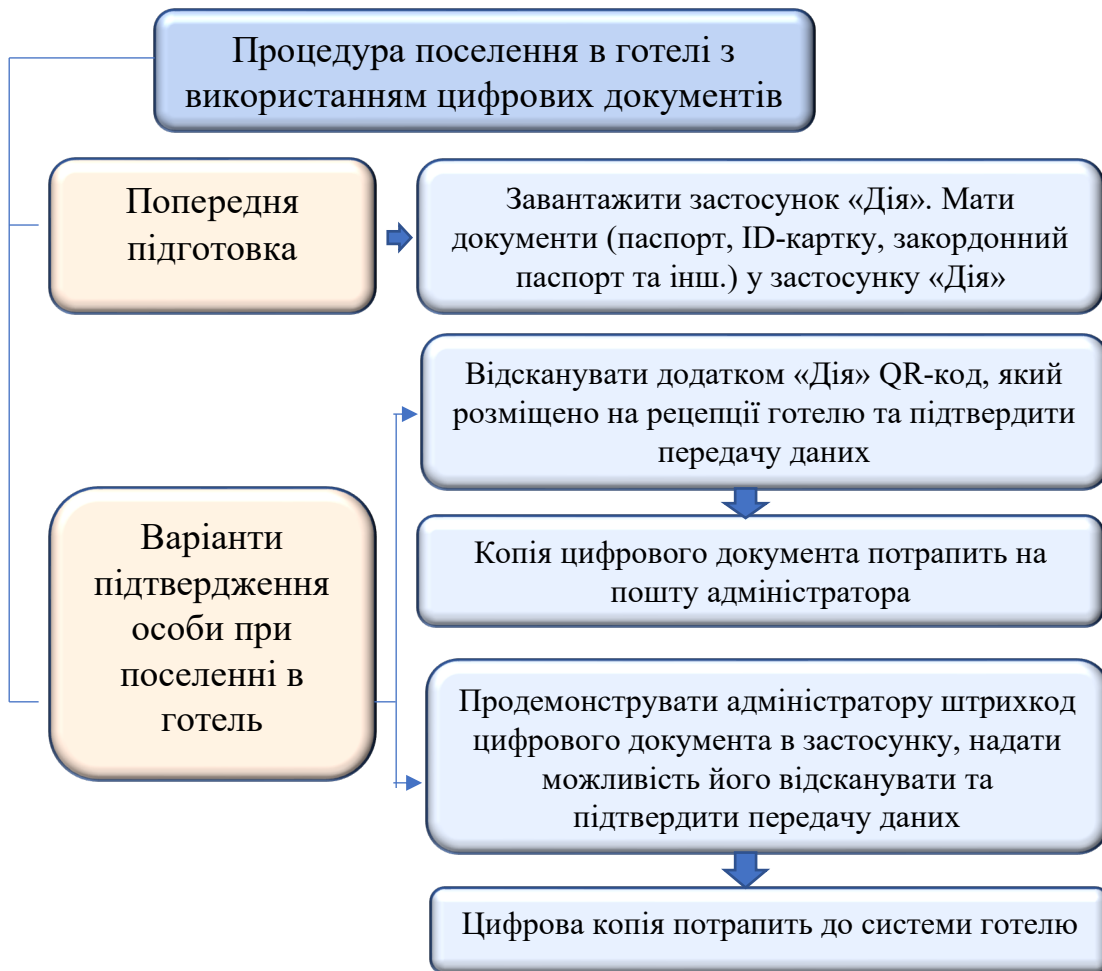 Процедура поселення в готелі з
використанням цифрових документів
Попередня
підготовка
Завантажити застосунок «Дія». Мати
документи (паспорт, ID-картку, закордонний
паспорт та інш.) у застосунку «Дія»
Варіанти
підтвердження
особи при
поселенні в
готель
Відсканувати додатком «Дія» QR-код, який
розміщено на рецепції готелю та підтвердити
передачу даних
Копія цифрового документа потрапить на
пошту адміністратора
Продемонструвати адміністратору штрихкод
цифрового документа в застосунку, надати
можливість його відсканувати та
підтвердити передачу даних
Цифрова копія потрапить до системи готелю